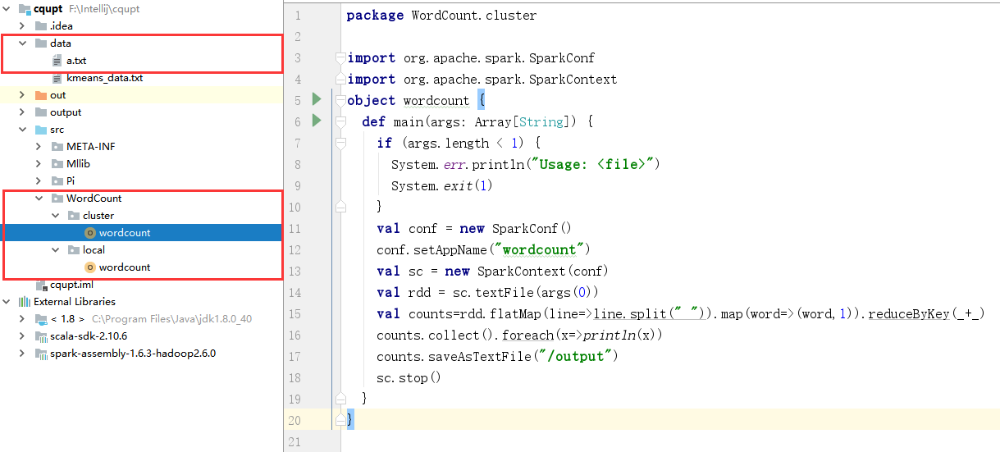 cqupt F:\Intellij\cqupt
.idea
data
a.txt
kmeans_data.txt
out
output
src
META-INF
Mllib
Pi
WordCount
cluster
wordcount
local
wordcount
cqupt.iml
External Libraries
< 1.8 > C:\Program Files\Java\jdk1.8.0_40
scala-sdk-2.10.6
spark-assembly-1.6.3-hadoop2.6.0
1 package WordCount.cluster
2
3 import org.apache.spark.SparkConf
4 import org.apache.spark.SparkContext
5 object wordcount {
6 def main(args: Array[String]) {
7 if (args.length < 1) {
8 System.err.println("Usage: <file>")
9 System.exit(1)
10 }
11 val conf = new SparkConf()
12 conf.setAppName("wordcount")
13 val sc = new SparkContext(conf)
14 val rdd = sc.textFile(args(0))
15 val counts=rdd.flatMap(line=>line.split(" ")).map(word=>(word,1)).reduceByKey(_+_)
16 counts.collect().foreach(x=>println(x))
17 counts.saveAsTextFile("/output")
18 sc.stop()
19 }
20 }
21